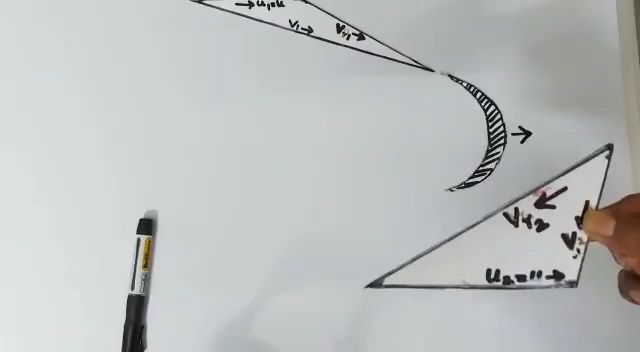 → u₁=u
V₁ →
Vr₁ →
Vr₂
u₂=u →